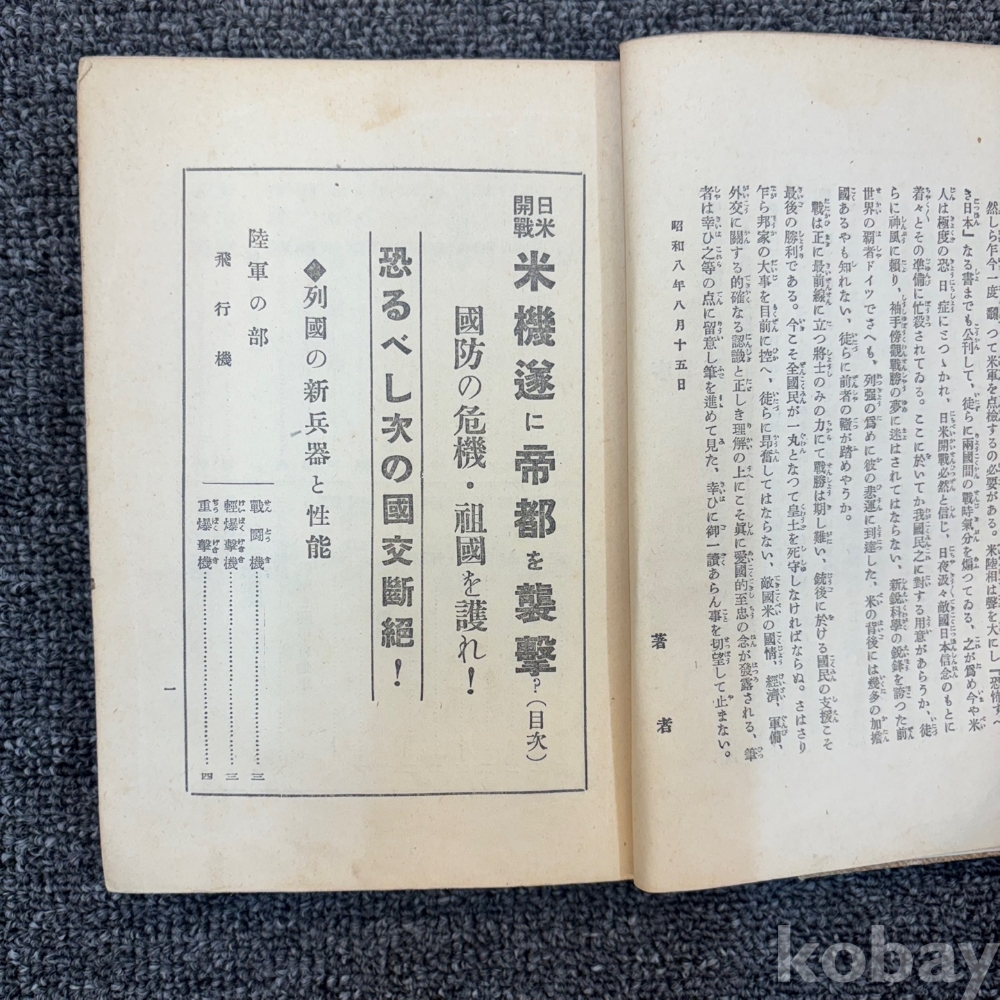 然しら乍今一度飜つて米軍を点檢する必要がある。米陸相は聲を大にし「恐怖す
き日本」なる書までも公刊して、徒らに兩國間の戰時氣分を煽つてゐる、之が爲め今や米
人は極度の恐日症にとつかれ、日米開戰必然と信じ、日夜汲々敵國日本信念のもとに
着々とその準備に忙殺されてゐる。ここに於いてか我國民之に對する用意があらうか、徒
らに神風に賴り、袖手傍觀戰勝の夢に迷はされてはならない、新銳科學の銳鋒を誇つた前
世界の覇者ドイツでさへも、列强の爲めに彼の悲運に到達した、米の背後には幾多の加擔
國あるやも知れない、徒らに前者の轍が踏めやうか。
戰は正に最前線に立つ將士のみの力にて戰勝は期し難い、銃後に於ける國民の支援こそ
最後の勝利である。今こそ全國民が一丸となつて皇土を死守しなければならぬ。さはさり
乍ら邦家の大事を目前に控へ、徒らに昂奮してはならない、敵國米の國情、經濟、軍備、
外交に關する的確なる認識と正しき理解の上にこそ眞に愛國的至忠の念が發露される、筆
者は幸ひ之等の点に留意し筆を進めて見た、幸ひに御一讀あらん事を切望して止まない。
昭和八年八月十五日
著者
日米開戰 米機遂に帝都を襲擊?(目次)
國防の危機・祖國を護れ!
恐るべし次の國交斷絕!
◆列國の新兵器と性能
陸軍の部
飛行機
戰鬪機……三
輕爆擊機……三
重爆擊機……四
一
kobay